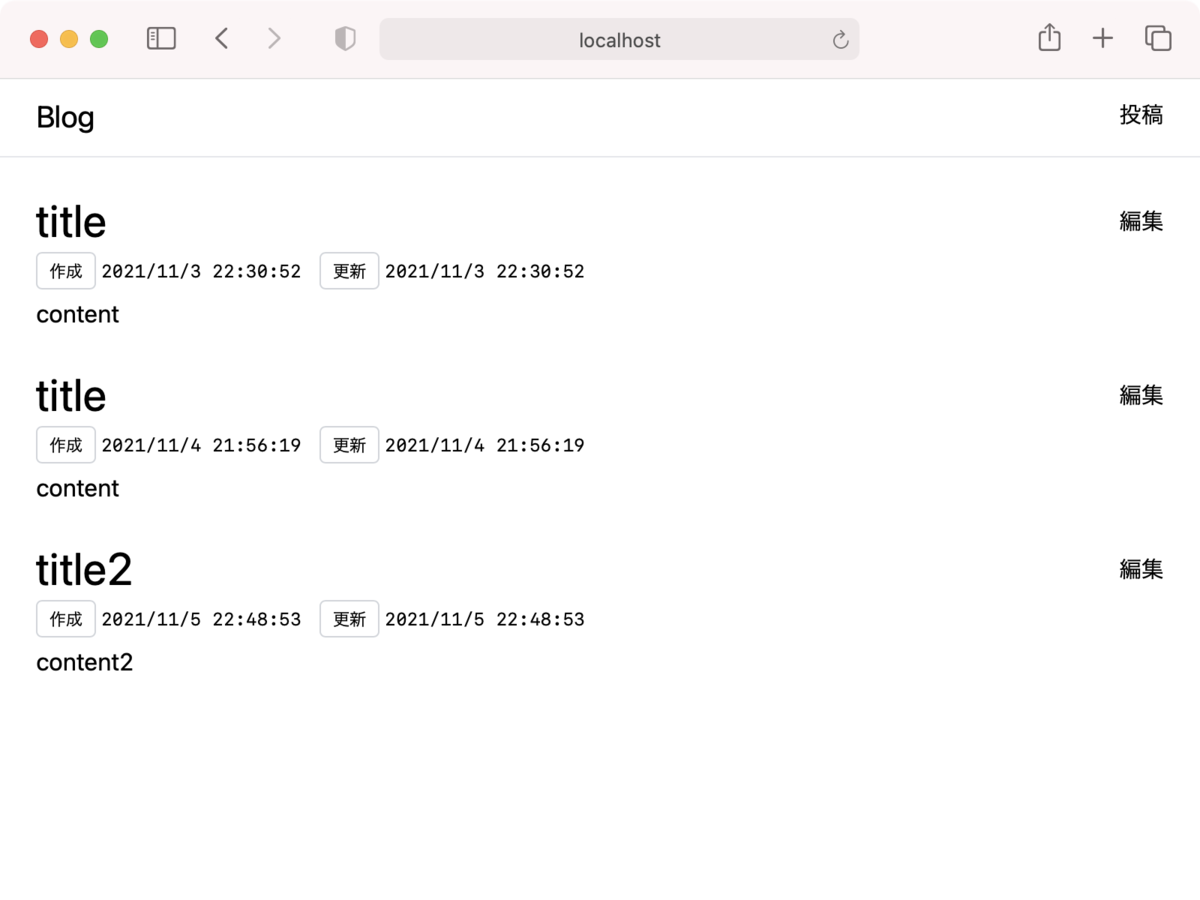 localhost
Blog 投稿
title 編集
作成 2021/11/3 22:30:52 更新 2021/11/3 22:30:52
content
title 編集
作成 2021/11/4 21:56:19 更新 2021/11/4 21:56:19
content
title2 編集
作成 2021/11/5 22:48:53 更新 2021/11/5 22:48:53
content2